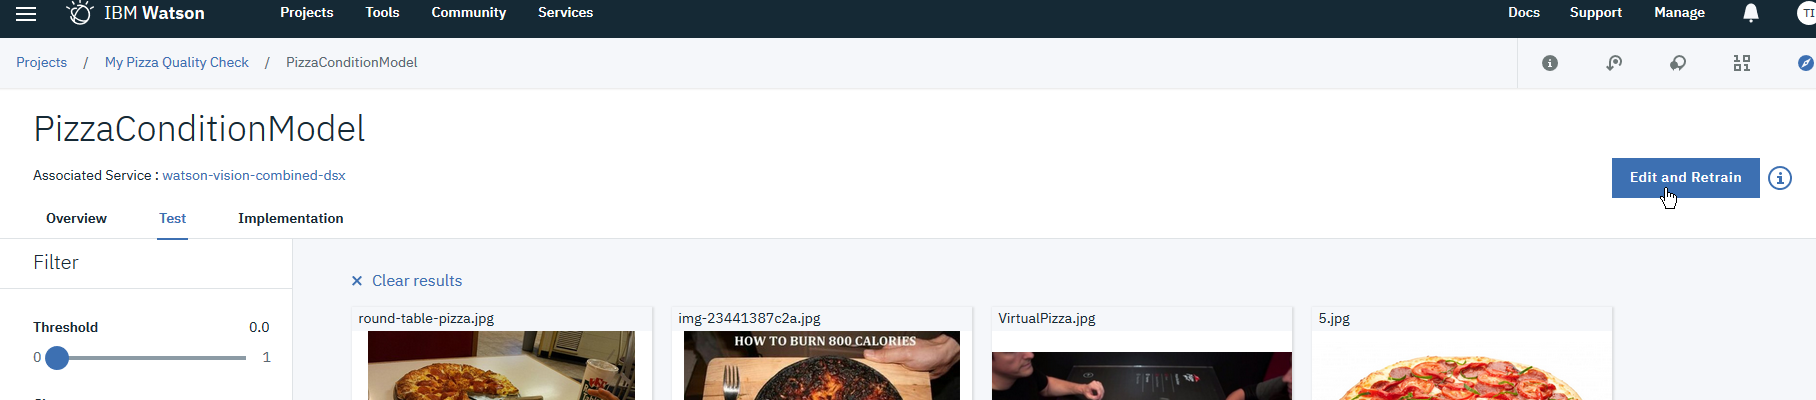 IBM Watson Projects Tools Community Services Docs Support Manage TI
Projects / My Pizza Quality Check / PizzaConditionModel
PizzaConditionModel
Associated Service : watson-vision-combined-dsx
Edit and Retrain
Overview Test Implementation
Filter
× Clear results
Threshold 0.0
0 1
round-table-pizza.jpg img-23441387c2a.jpg VirtualPizza.jpg 5.jpg
HOW TO BURN 800 CALORIES